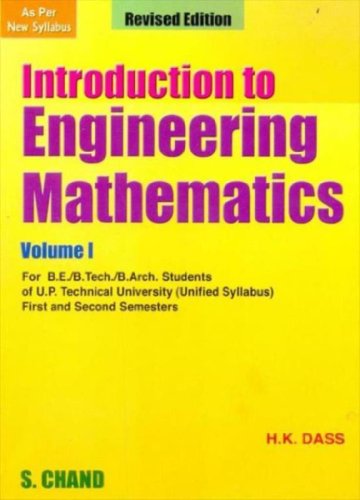 As Per
New Syllabus
Revised Edition
Introduction to
Engineering
Mathematics
Volume I
For B.E./B.Tech./B.Arch. Students
of U.P. Technical University (Unified Syllabus)
First and Second Semesters
H.K. DASS
S. CHAND